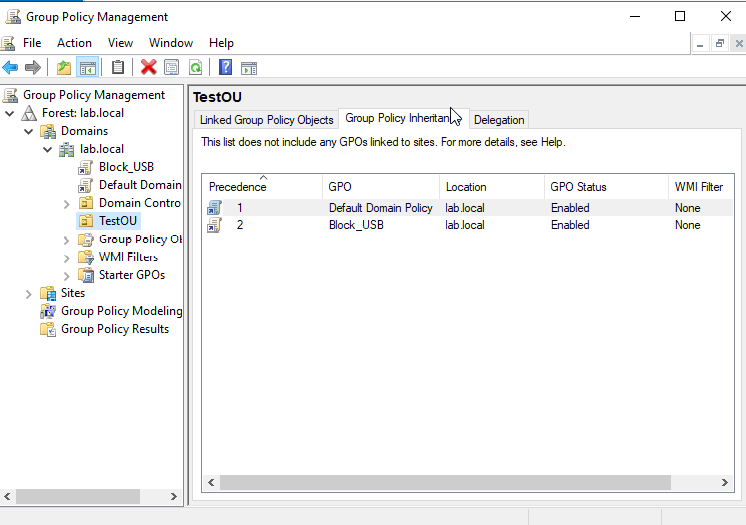 Group Policy Management
File Action View Window Help
Group Policy Management
Forest: lab.local
Domains
lab.local
Block_USB
Default Domain
Domain Contro
TestOU
Group Policy Ob
WMI Filters
Starter GPOs
Sites
Group Policy Modeling
Group Policy Results
TestOU
Linked Group Policy Objects Group Policy Inheritan Delegation
This list does not include any GPOs linked to sites. For more details, see Help.
Precedence GPO Location GPO Status WMI Filter
1 Default Domain Policy lab.local Enabled None
2 Block_USB lab.local Enabled None